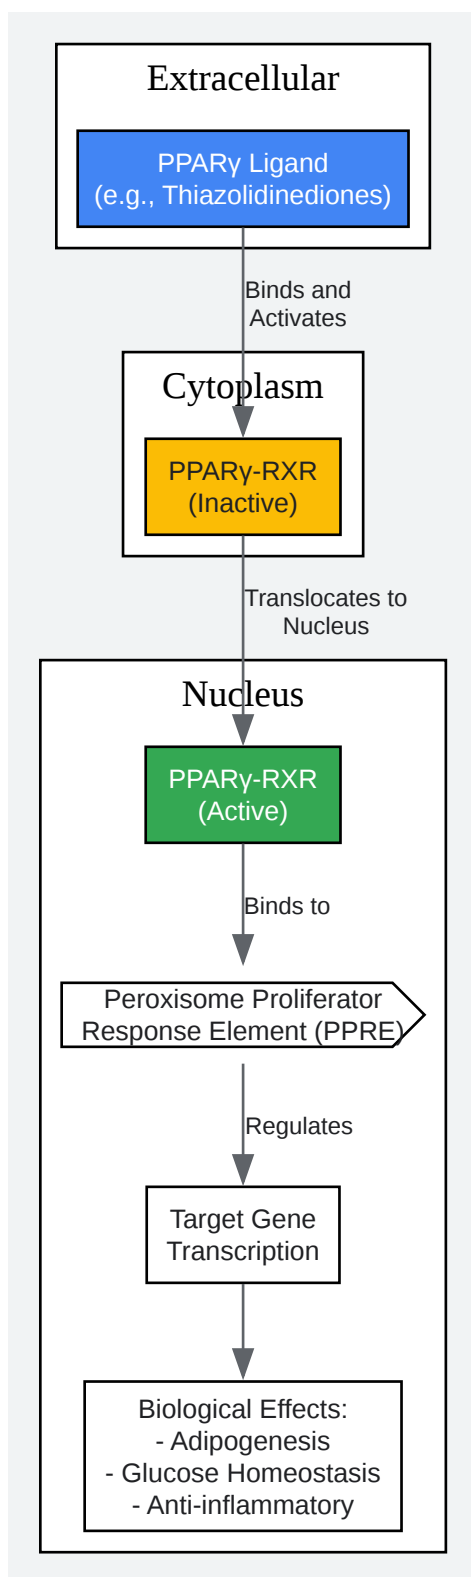 Extracellular
PPARγ Ligand
(e.g., Thiazolidinediones)
Binds and
Activates
Cytoplasm
PPARγ-RXR
(Inactive)
Translocates to
Nucleus
Nucleus
PPARγ-RXR
(Active)
Binds to
Peroxisome Proliferator
Response Element (PPRE)
Regulates
Target Gene
Transcription
Biological Effects:
- Adipogenesis
- Glucose Homeostasis
- Anti-inflammatory